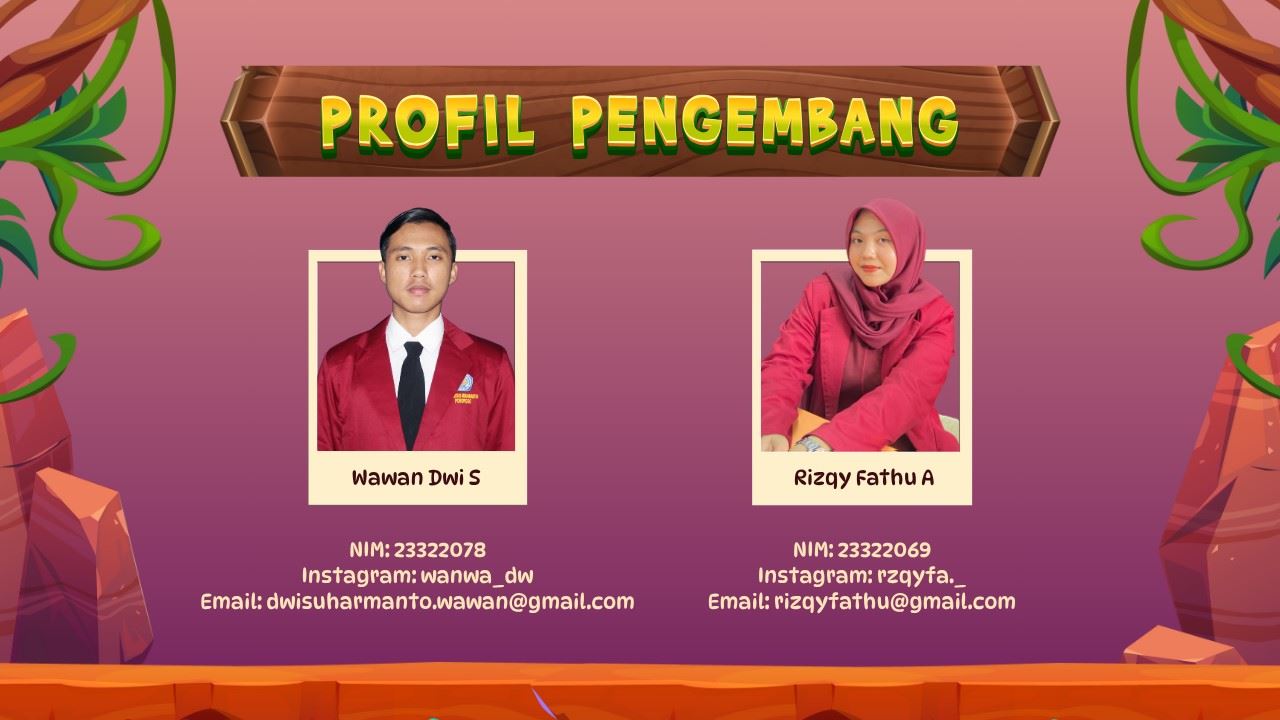 PROFIL PENGEMBANG
Wawan Dwi S
Rizqy Fathu A
NIM: 23322078
Instagram: wanwa_dw
Email: dwisuharmanto.wawan@gmail.com
NIM: 23322069
Instagram: rzqyfa._
Email: rizqyfathu@gmail.com